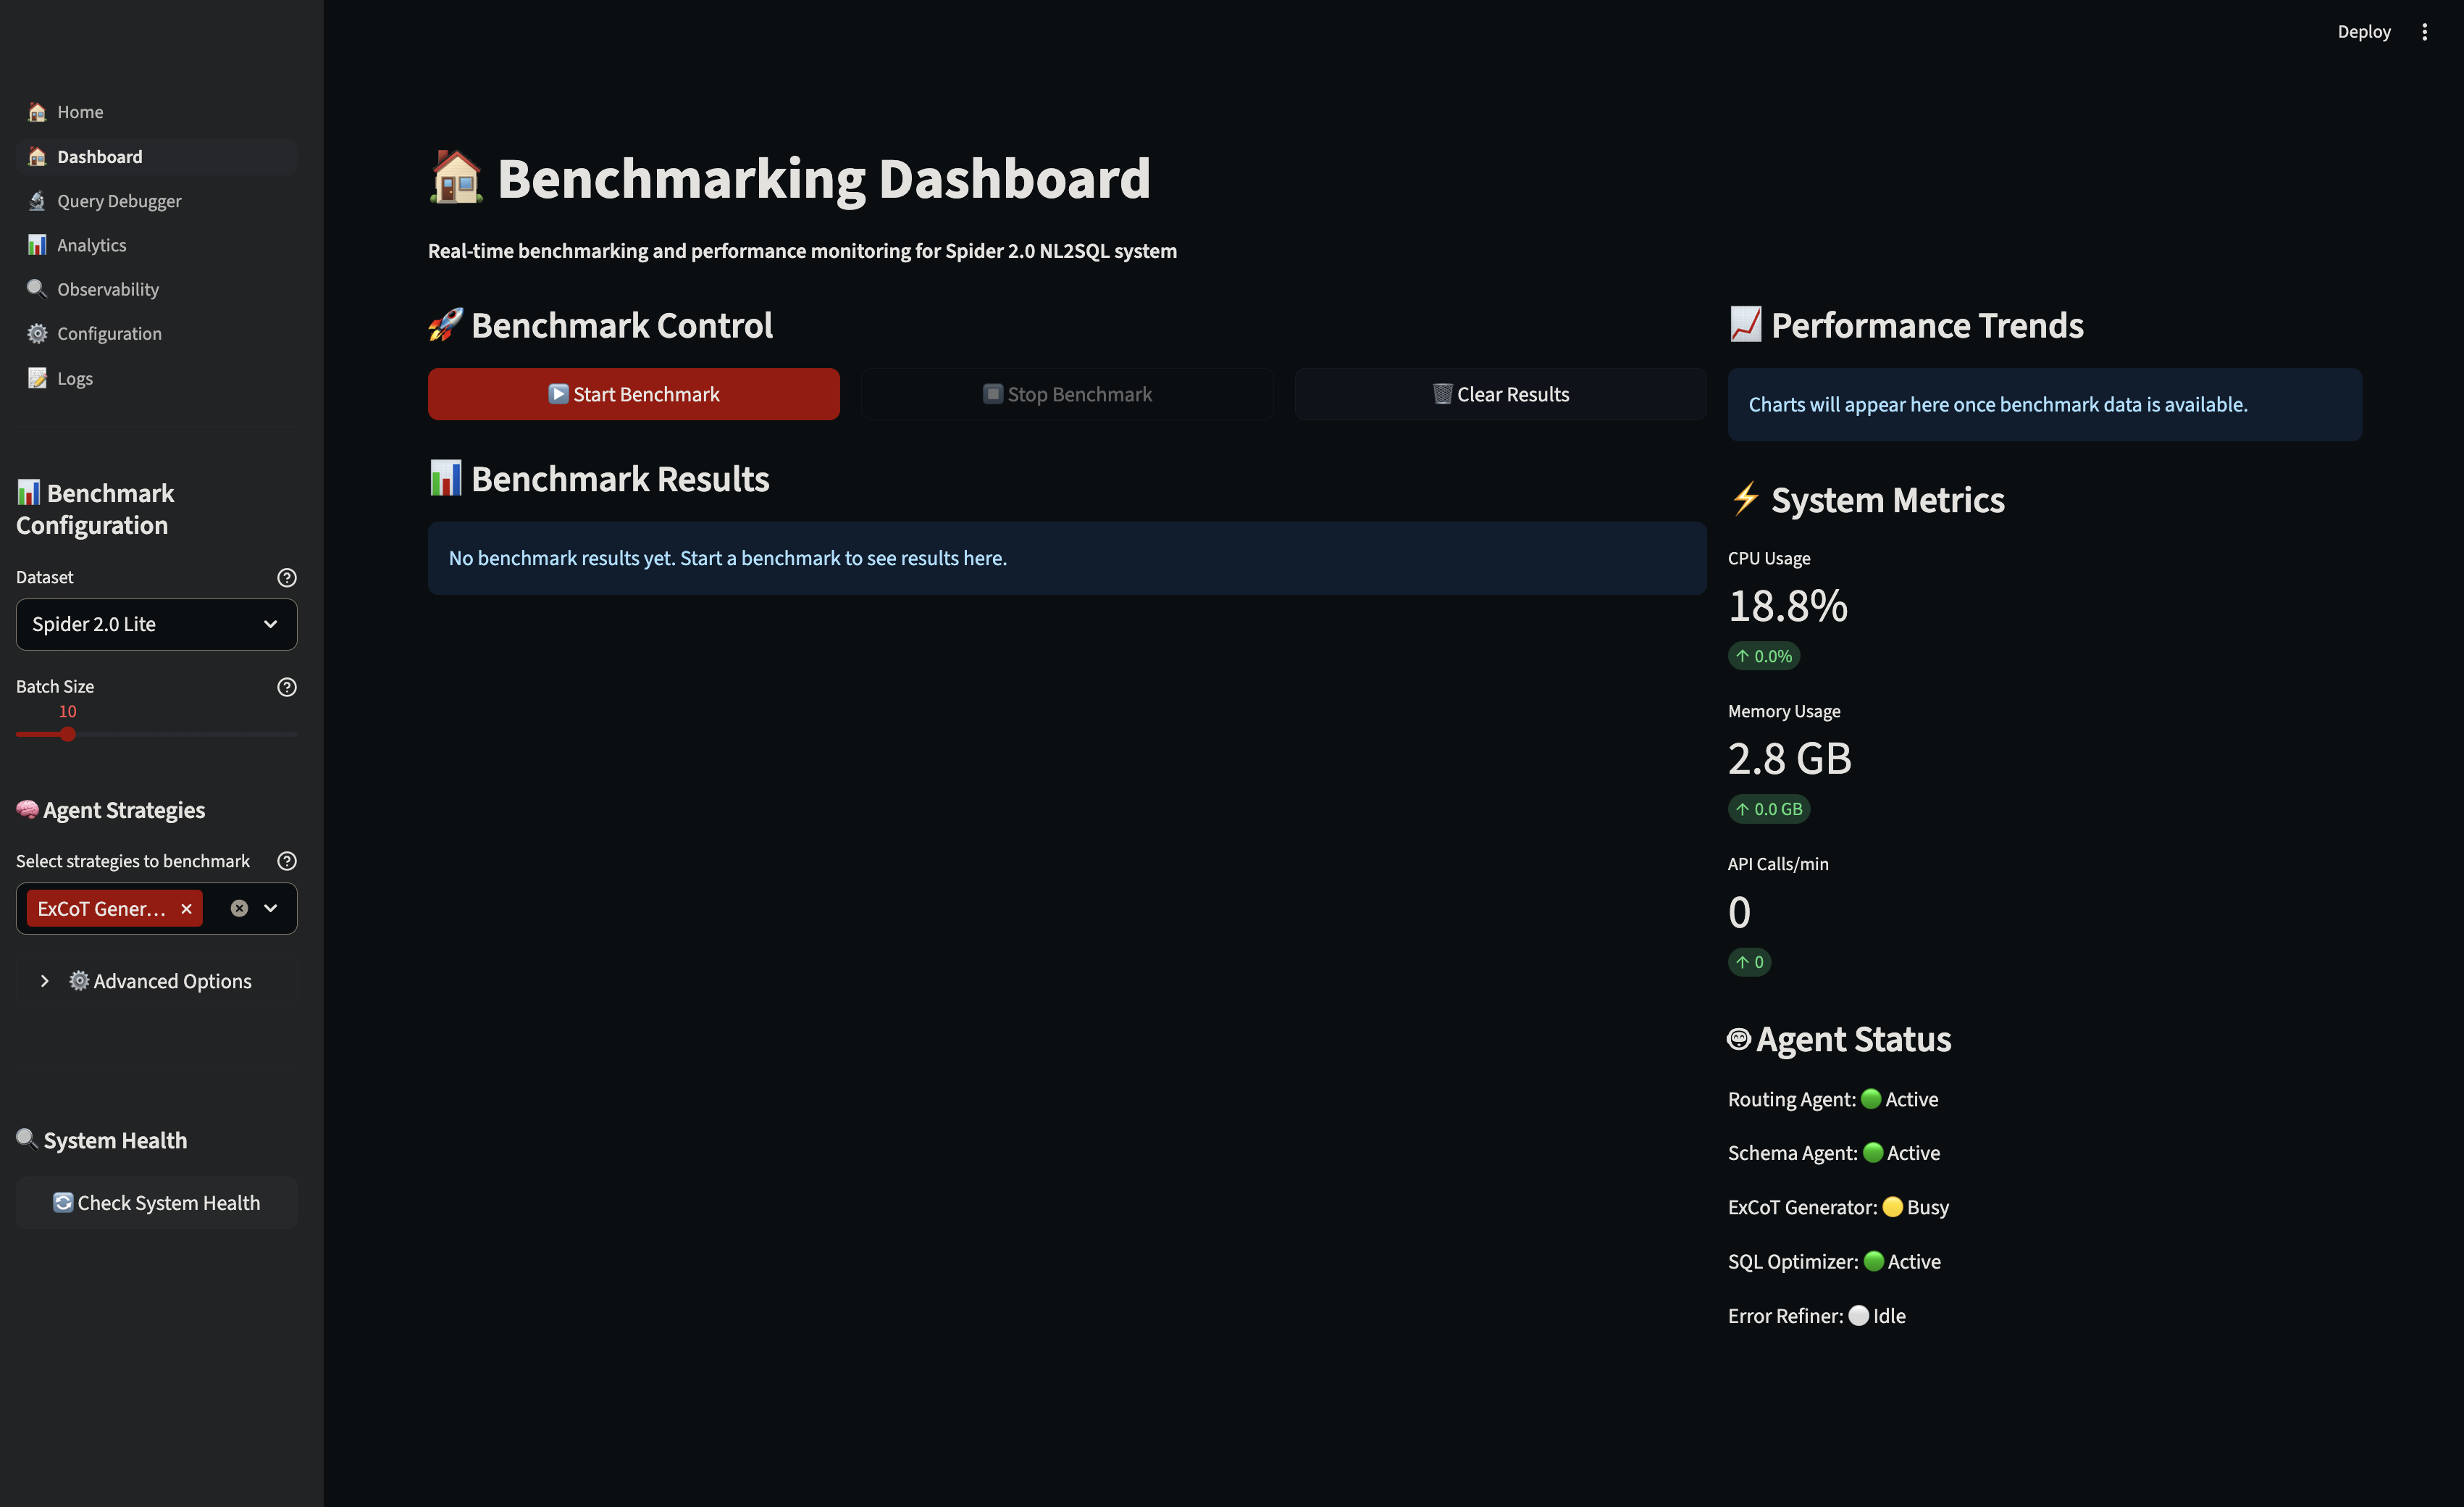 Deploy
Home
Dashboard
Query Debugger
Analytics
Observability
Configuration
Logs
Benchmark
Configuration
Dataset
Spider 2.0 Lite
Batch Size
10
Agent Strategies
Select strategies to benchmark
ExCoT Gener...
Advanced Options
System Health
Check System Health
Benchmarking Dashboard
Real-time benchmarking and performance monitoring for Spider 2.0 NL2SQL system
Benchmark Control
Start Benchmark
Stop Benchmark
Clear Results
Benchmark Results
No benchmark results yet. Start a benchmark to see results here.
Performance Trends
Charts will appear here once benchmark data is available.
System Metrics
CPU Usage
18.8%
↑ 0.0%
Memory Usage
2.8 GB
↑ 0.0 GB
API Calls/min
0
↑ 0
Agent Status
Routing Agent: Active
Schema Agent: Active
ExCoT Generator: Busy
SQL Optimizer: Active
Error Refiner: Idle